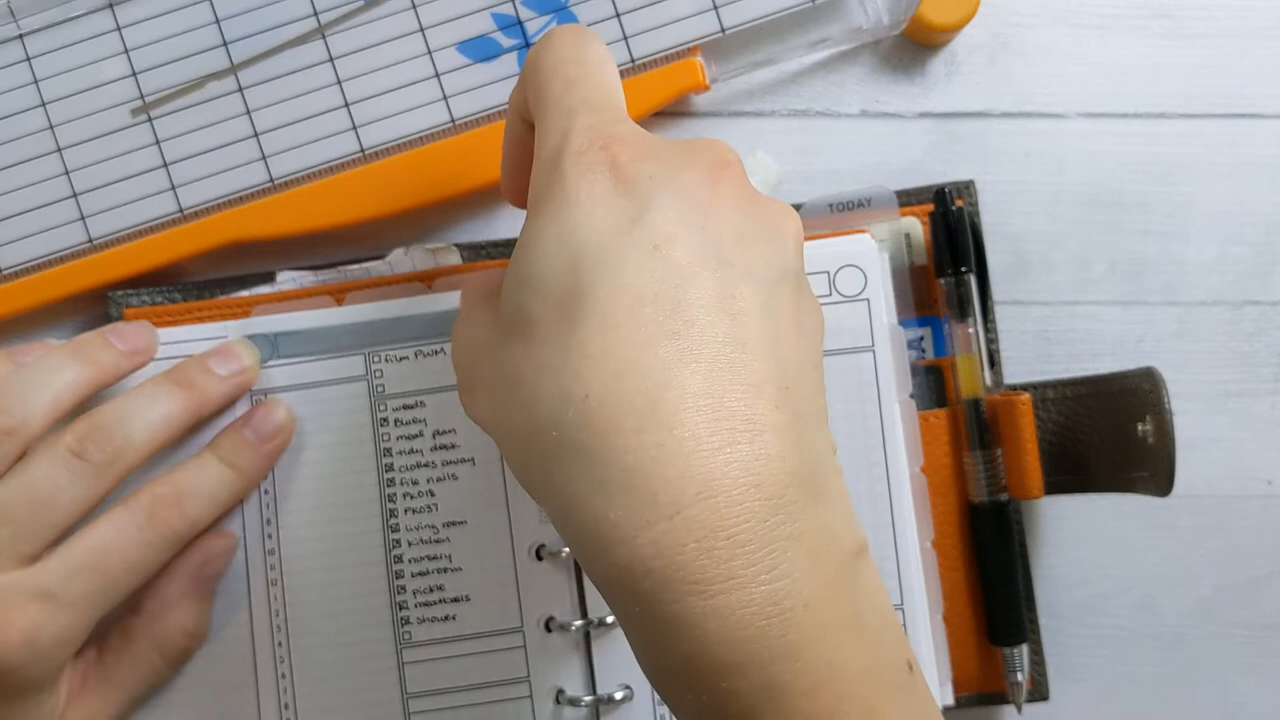 TODAY
film PWM
weeds
Bluey
meal plan
tidy desk
clothes away
file nails
PK018
PK037
living room
kitchen
nursery
bedroom
pickle
meatballs
shower